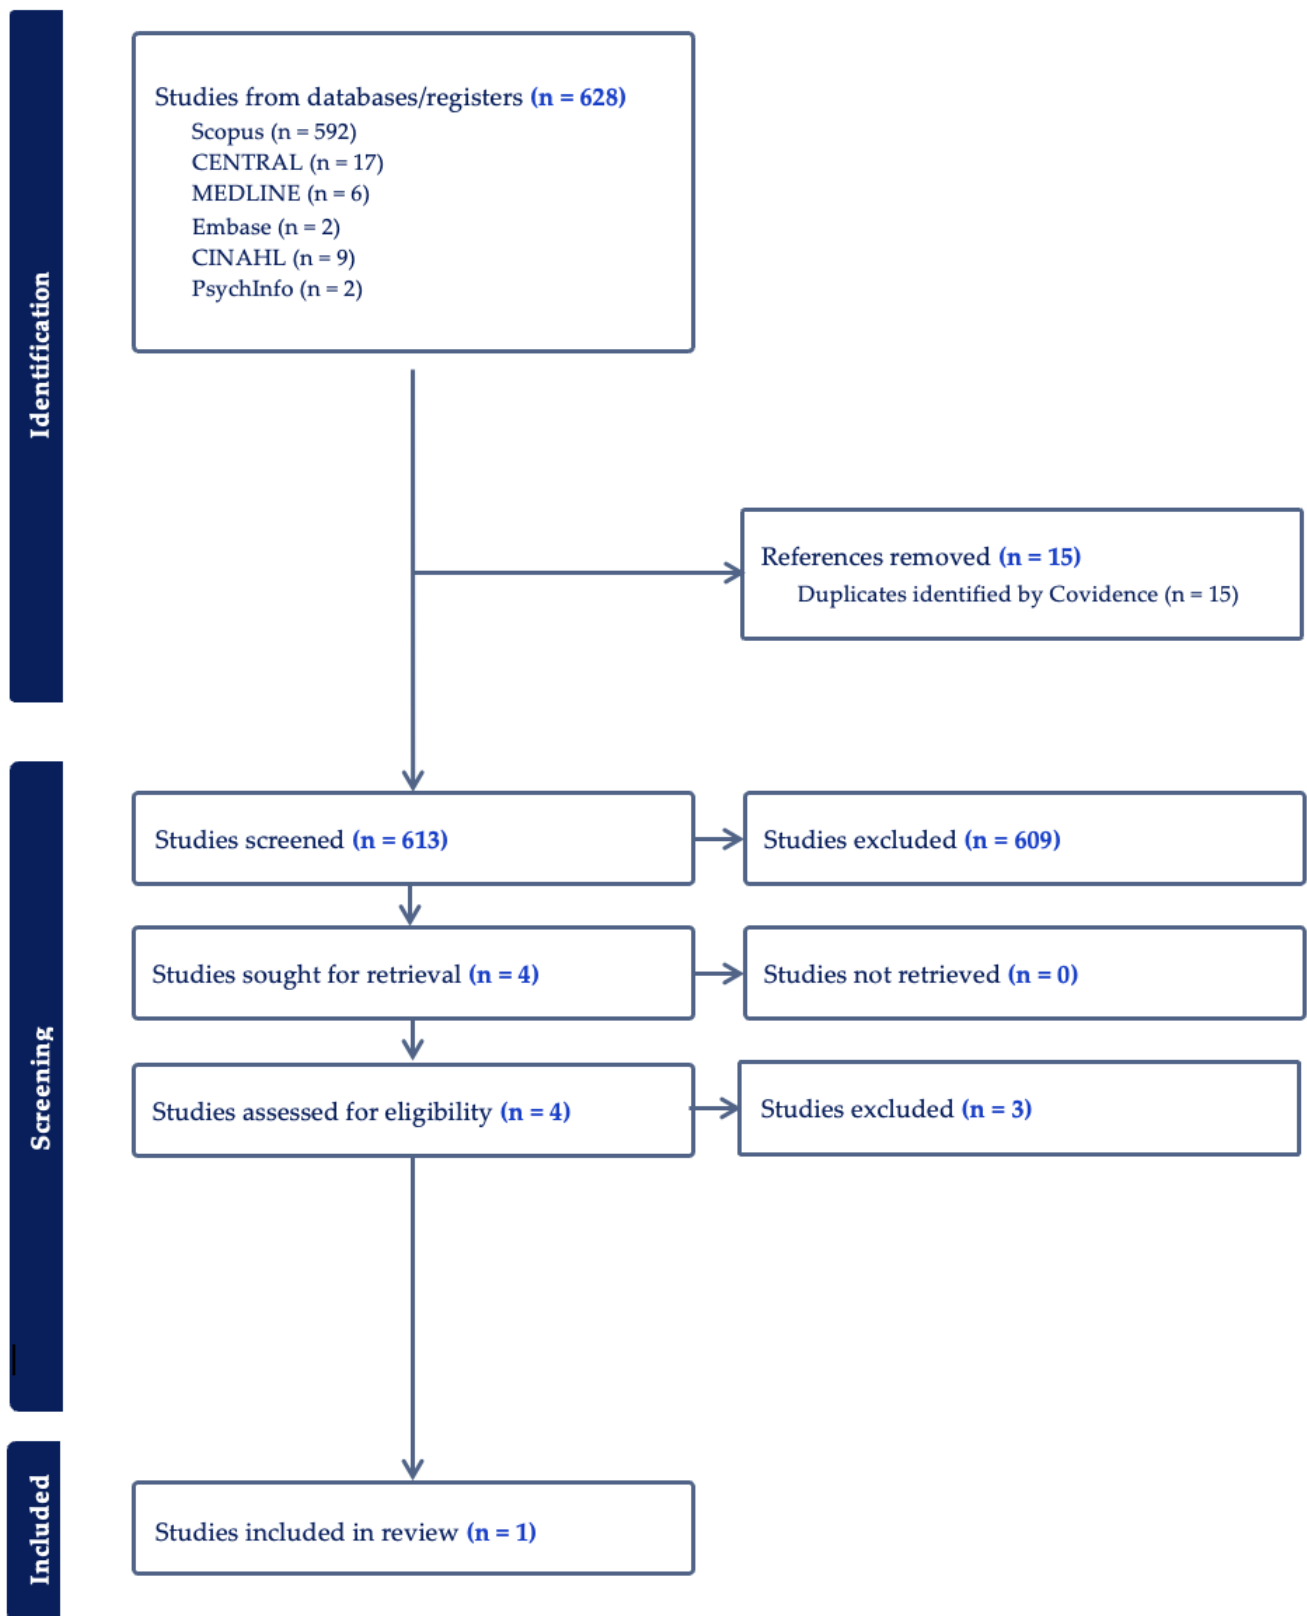 Identification
Studies from databases/registers (n = 628)
Scopus (n = 592)
CENTRAL (n = 17)
MEDLINE (n = 6)
Embase (n = 2)
CINAHL (n = 9)
PsychInfo (n = 2)
References removed (n = 15)
Duplicates identified by Covidence (n = 15)
Screening
Studies screened (n = 613)
Studies excluded (n = 609)
Studies sought for retrieval (n = 4)
Studies not retrieved (n = 0)
Studies assessed for eligibility (n = 4)
Studies excluded (n = 3)
Included
Studies included in review (n = 1)